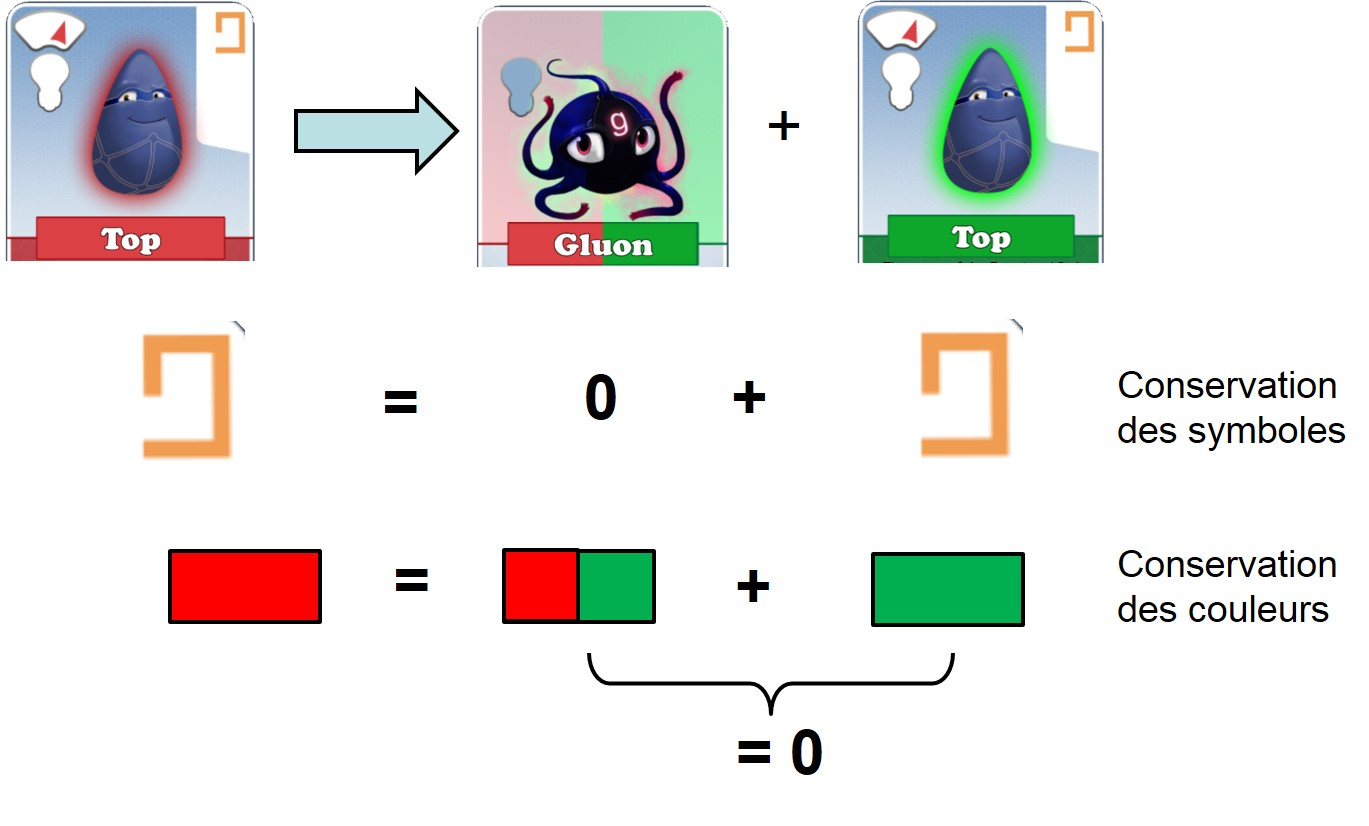 g
+
Top
Gluon
Top
= 0 +
Conservation
des symboles
= +
Conservation
des couleurs
= 0